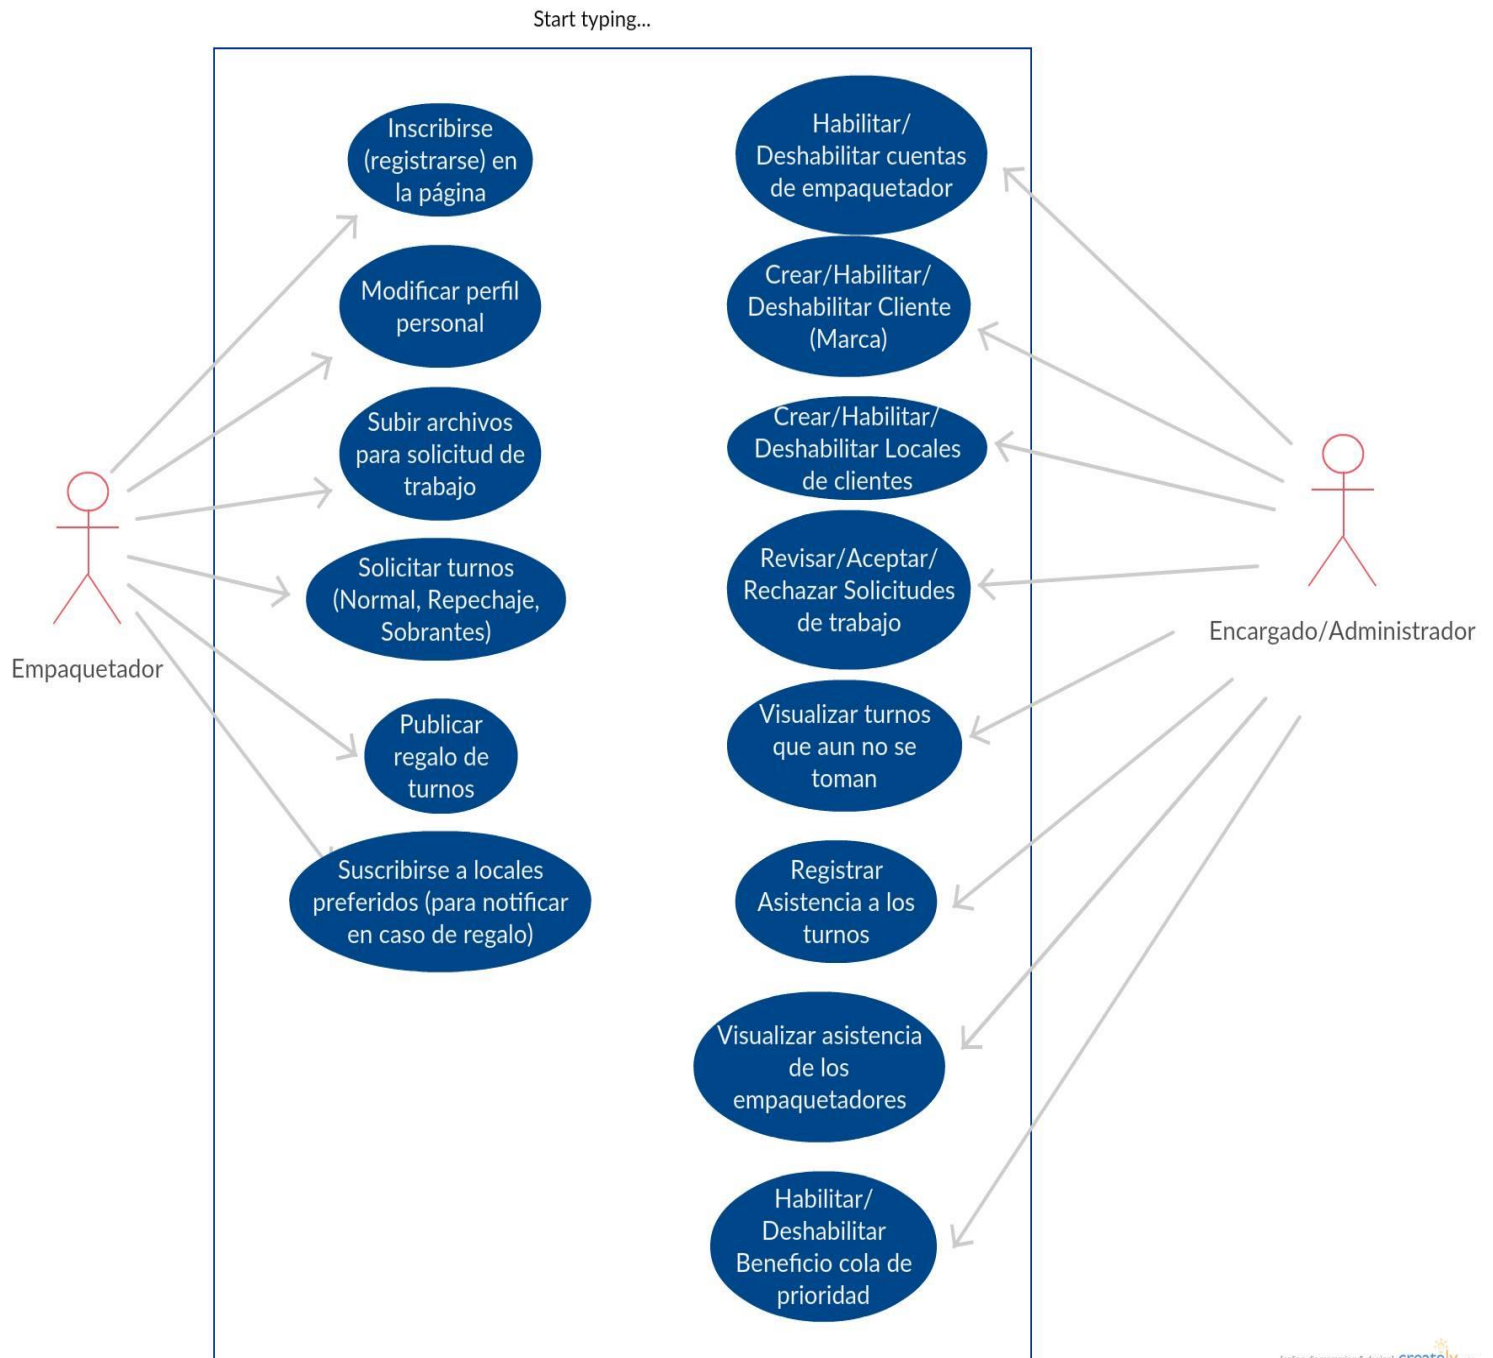 Start typing...
Inscribirse
(registrarse) en
la página
Modificar perfil
personal
Subir archivos
para solicitud de
trabajo
Solicitar turnos
(Normal, Repechaje,
Sobrantes)
Publicar
regalo de
turnos
Suscribirse a locales
preferidos (para notificar
en caso de regalo)
Empaquetador
Habilitar/
Deshabilitar cuentas
de empaquetador
Crear/Habilitar/
Deshabilitar Cliente
(Marca)
Crear/Habilitar/
Deshabilitar Locales
de clientes
Revisar/Aceptar/
Rechazar Solicitudes
de trabajo
Visualizar turnos
que aun no se
toman
Registrar
Asistencia a los
turnos
Visualizar asistencia
de los
empaquetadores
Habilitar/
Deshabilitar
Beneficio cola de
prioridad
Encargado/Administrador
creately